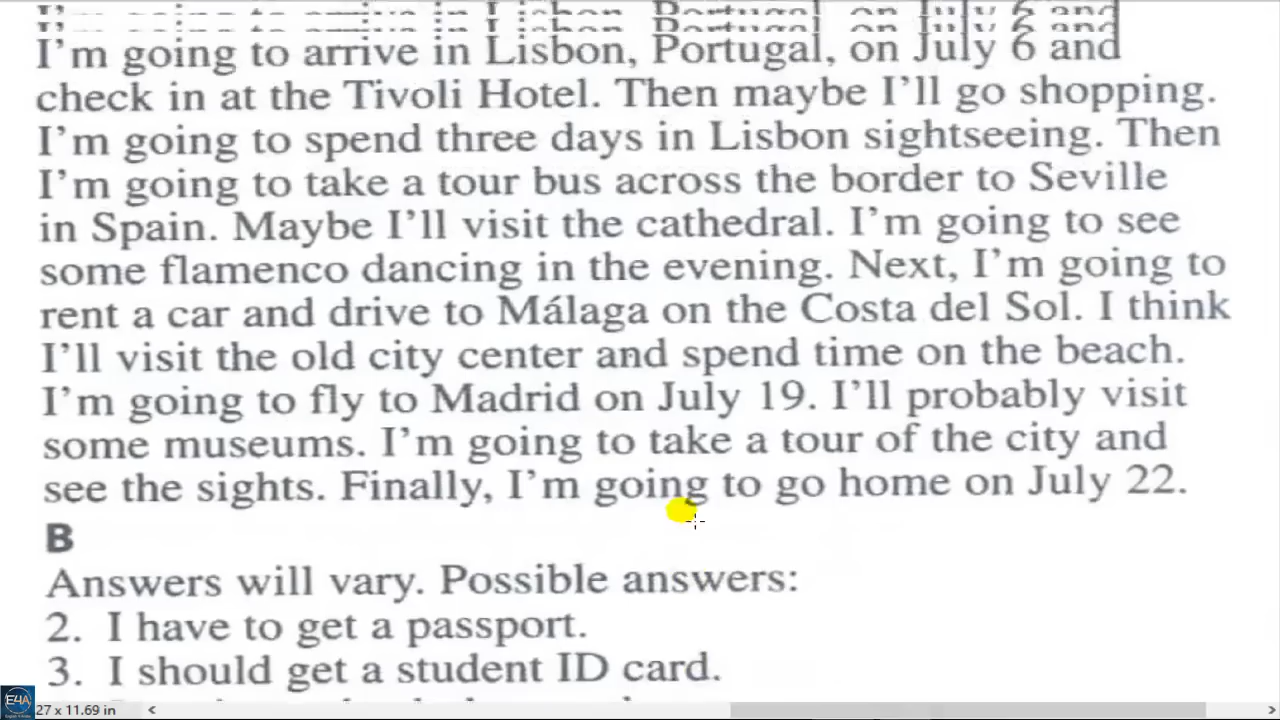 I'm going to arrive in Lisbon, Portugal, on July 6 and
check in at the Tivoli Hotel. Then maybe I'll go shopping.
I'm going to spend three days in Lisbon sightseeing. Then
I'm going to take a tour bus across the border to Seville
in Spain. Maybe I'll visit the cathedral. I'm going to see
some flamenco dancing in the evening. Next, I'm going to
rent a car and drive to Málaga on the Costa del Sol. I think
I'll visit the old city center and spend time on the beach.
I'm going to fly to Madrid on July 19. I'll probably visit
some museums. I'm going to take a tour of the city and
see the sights. Finally, I'm going to go home on July 22.
B
Answers will vary. Possible answers:
2. I have to get a passport.
3. I should get a student ID card.
E4A
27 x 11.69 in